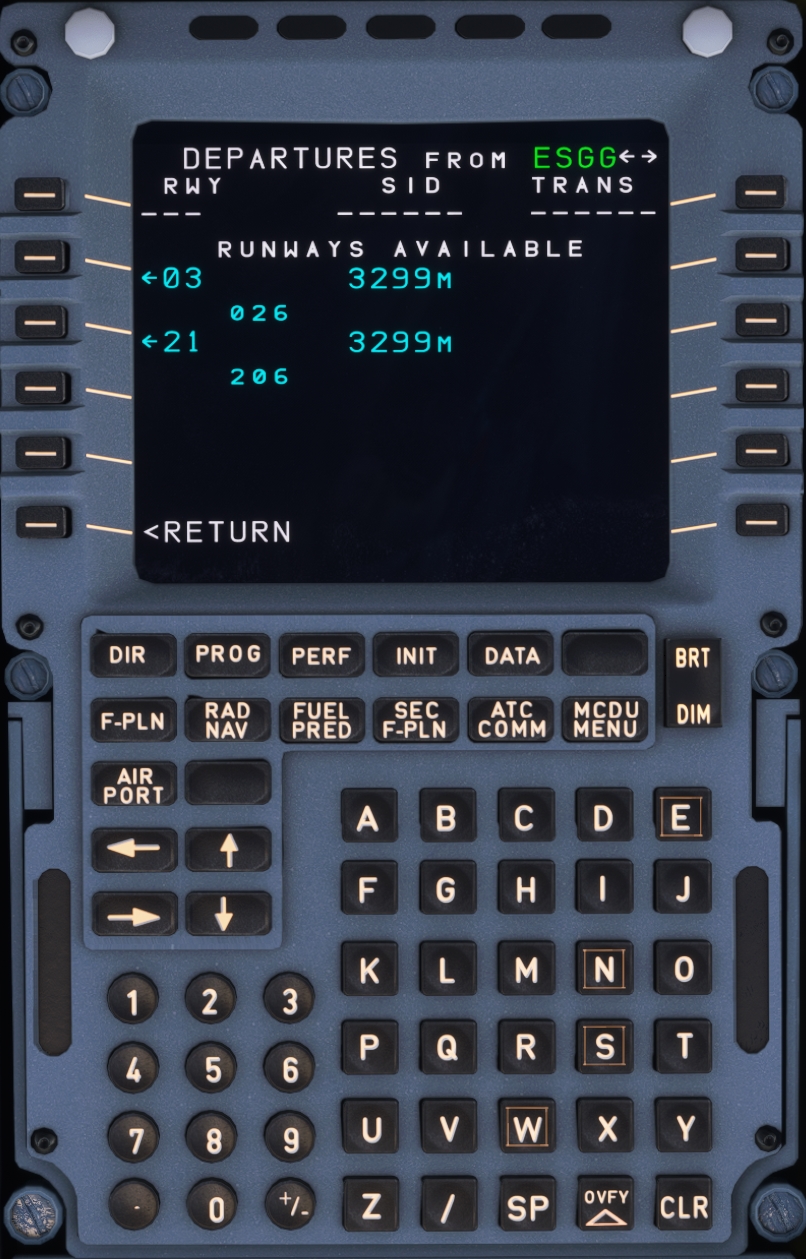 DEPARTURES FROM ESGG←→
RWY SID TRANS
--- ------ ------
RUNWAYS AVAILABLE
←03 3299M
026
←21 3299M
206
<RETURN
DIR PROG PERF INIT DATA BRT
DIM
F-PLN RAD NAV FUEL PRED SEC F-PLN ATC COMM MCDU MENU
AIR PORT
← ↑
→ ↓
A B C D E
F G H I J
K L M N O
P Q R S T
U V W X Y
Z / SP OVFY CLR
1 2 3
4 5 6
7 8 9
. 0 +/-